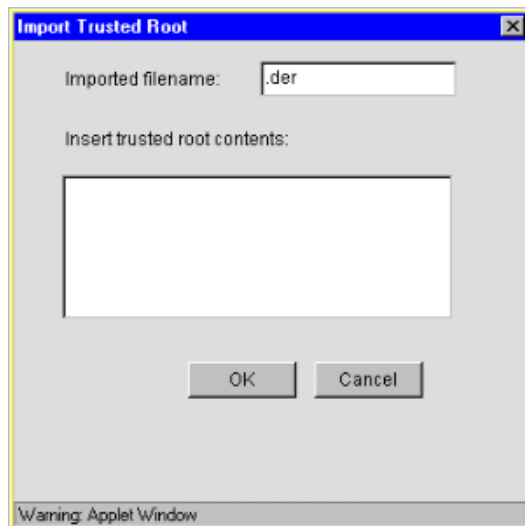 Import Trusted Root
Imported filename: .der
Insert trusted root contents:
OK Cancel
Warning: Applet Window